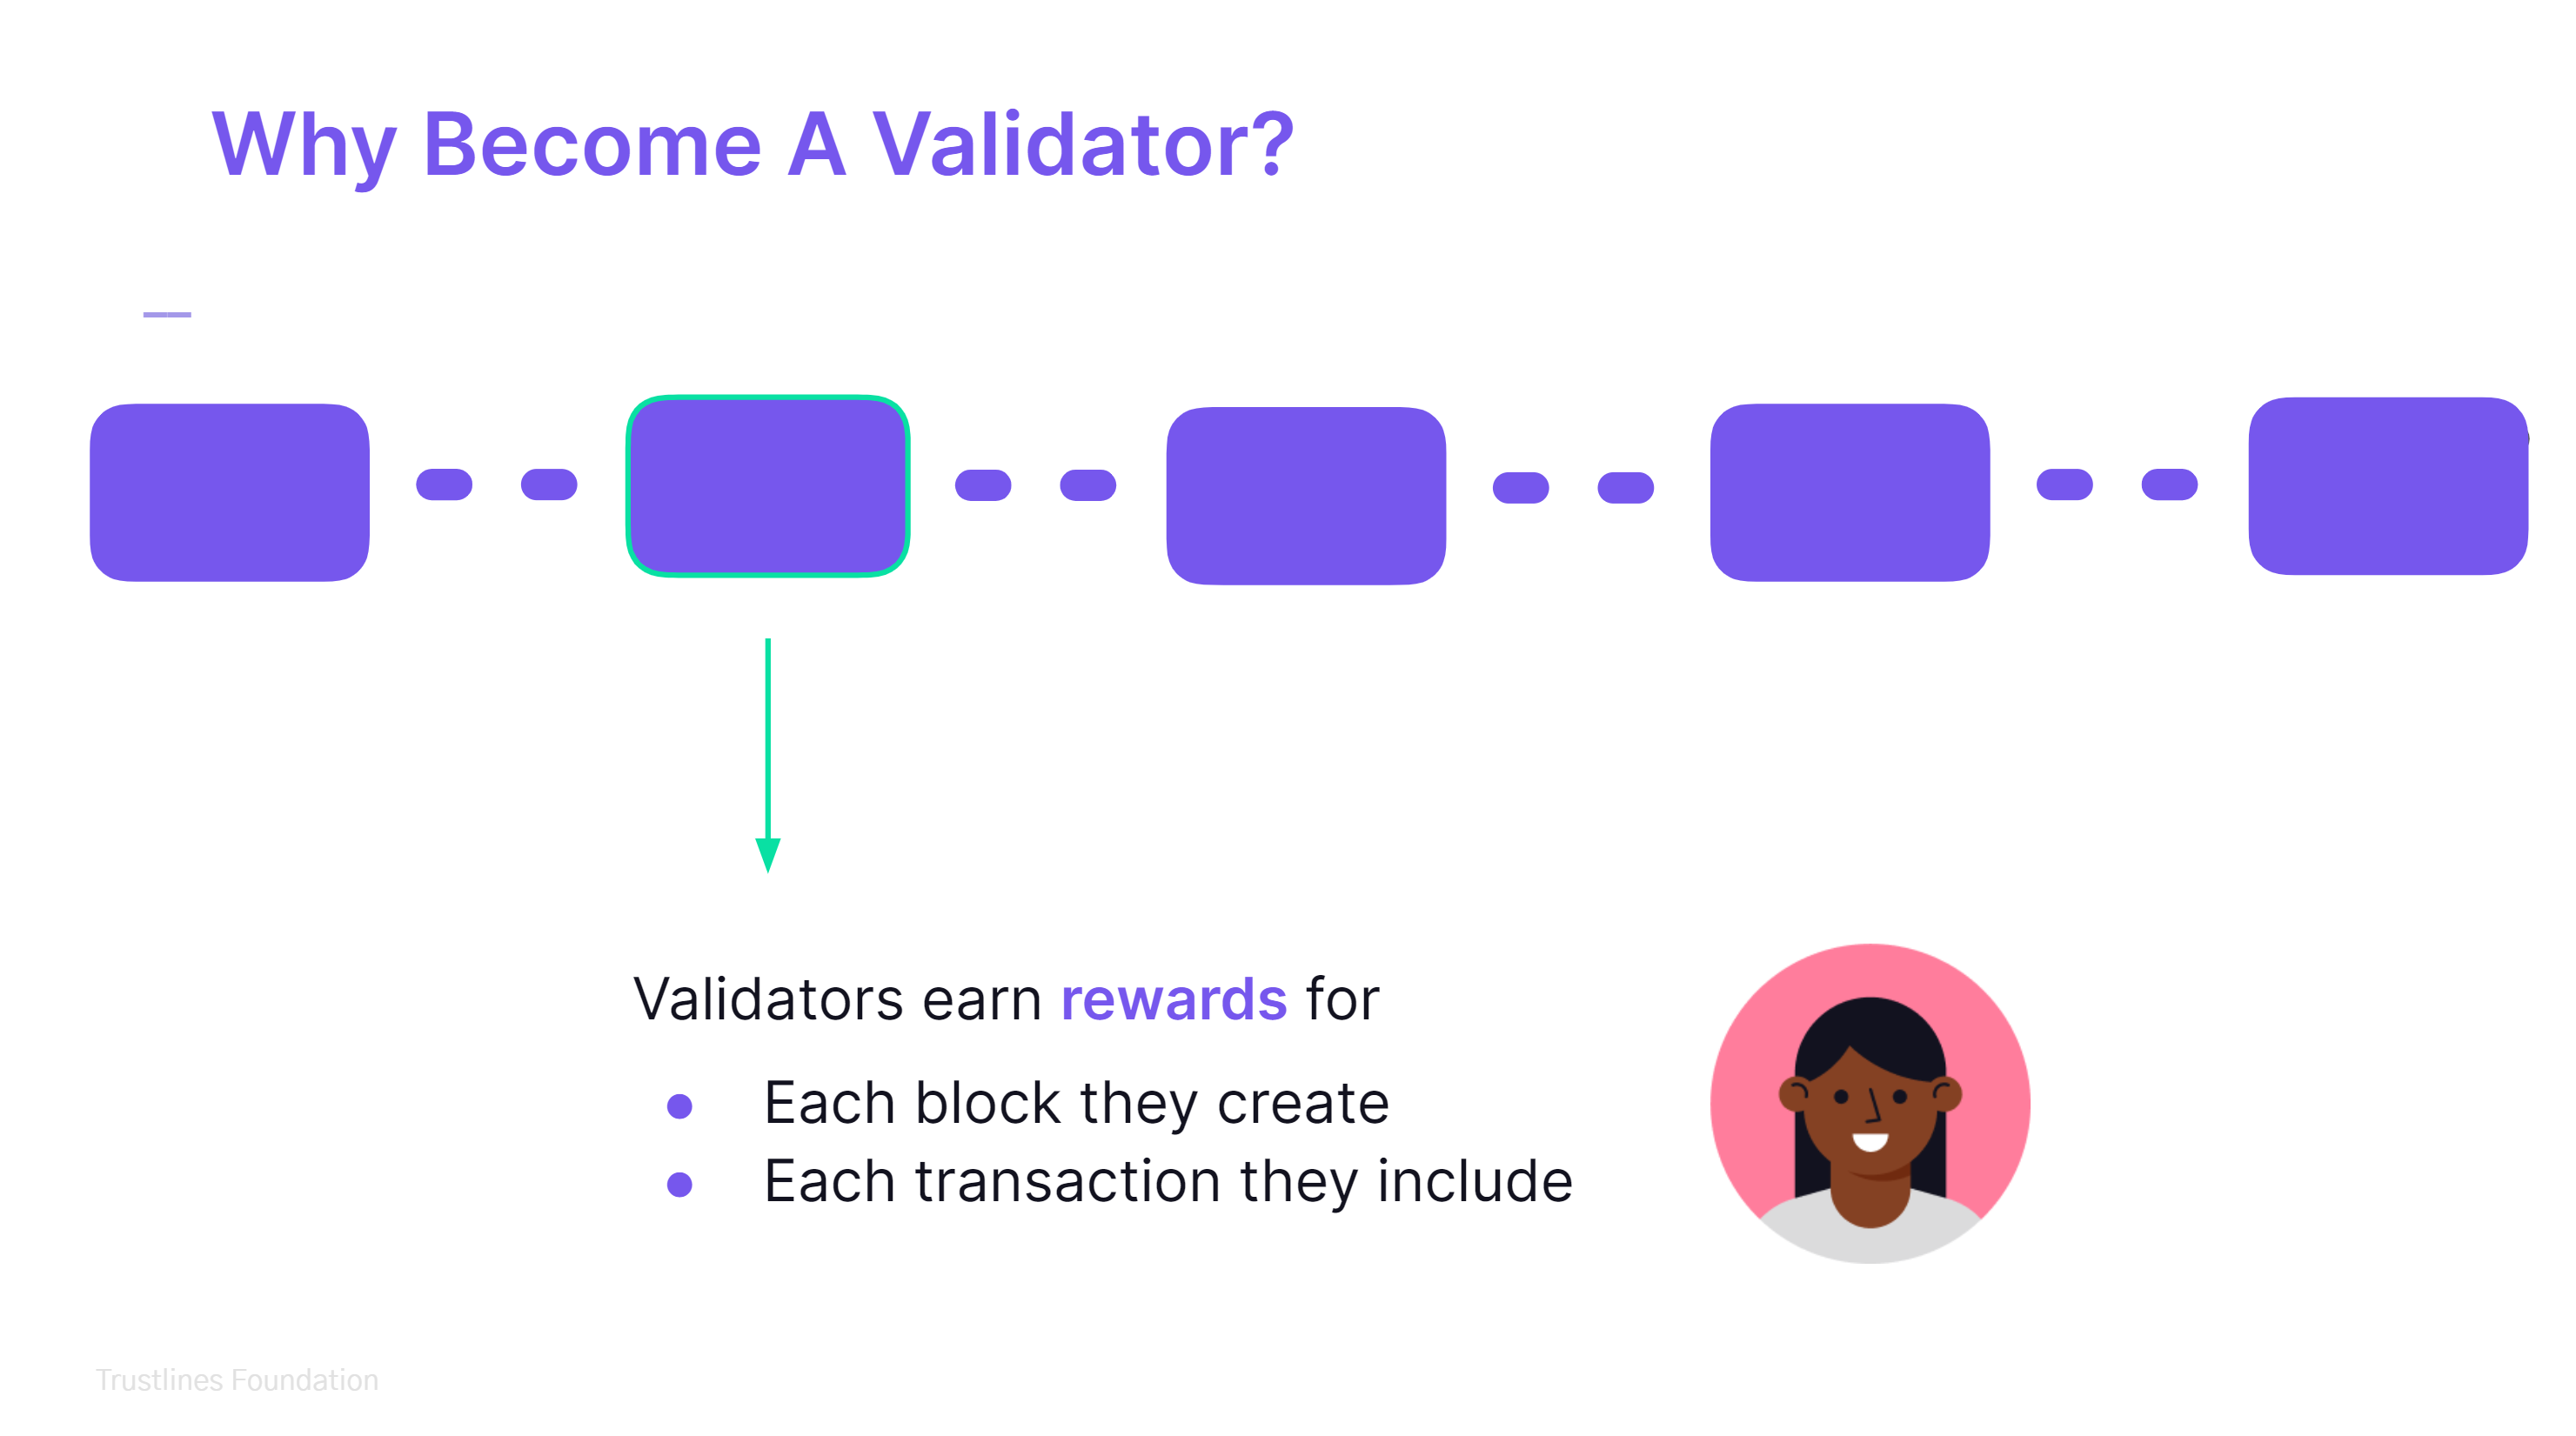 Why Become A Validator?
Validators earn rewards for
Each block they create
Each transaction they include
Trustlines Foundation